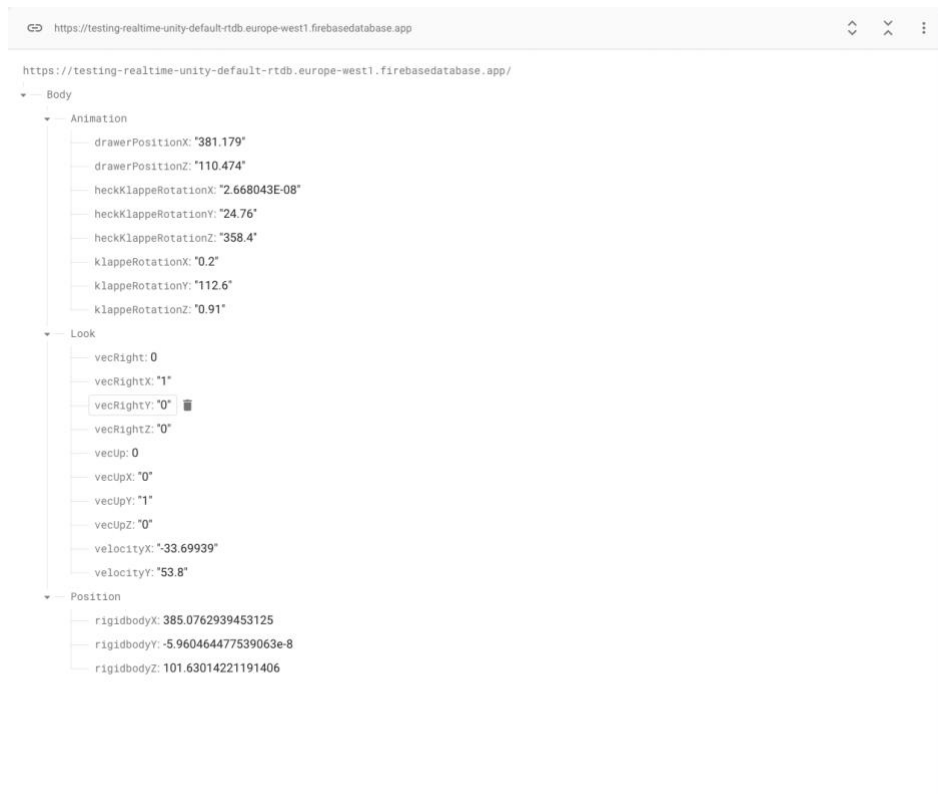 https://testing-realtime-unity-default-rtdb.europe-west1.firebasedatabase.app
https://testing-realtime-unity-default-rtdb.europe-west1.firebasedatabase.app/
Body
Animation
drawerPositionX: "381.179"
drawerPositionZ: "110.474"
heckKlappeRotationX: "2.668043E-08"
heckKlappeRotationY: "24.76"
heckKlappeRotationZ: "358.4"
klappeRotationX: "0.2"
klappeRotationY: "112.6"
klappeRotationZ: "0.91"
Look
vecRight: 0
vecRightX: "1"
vecRightY: "0"
vecRightZ: "0"
vecUp: 0
vecUpX: "0"
vecUpY: "1"
vecUpZ: "0"
velocityX: "-33.69939"
velocityY: "53.8"
Position
rigidbodyX: 385.0762939453125
rigidbodyY: -5.960464477539063e-8
rigidbodyZ: 101.63014221191406